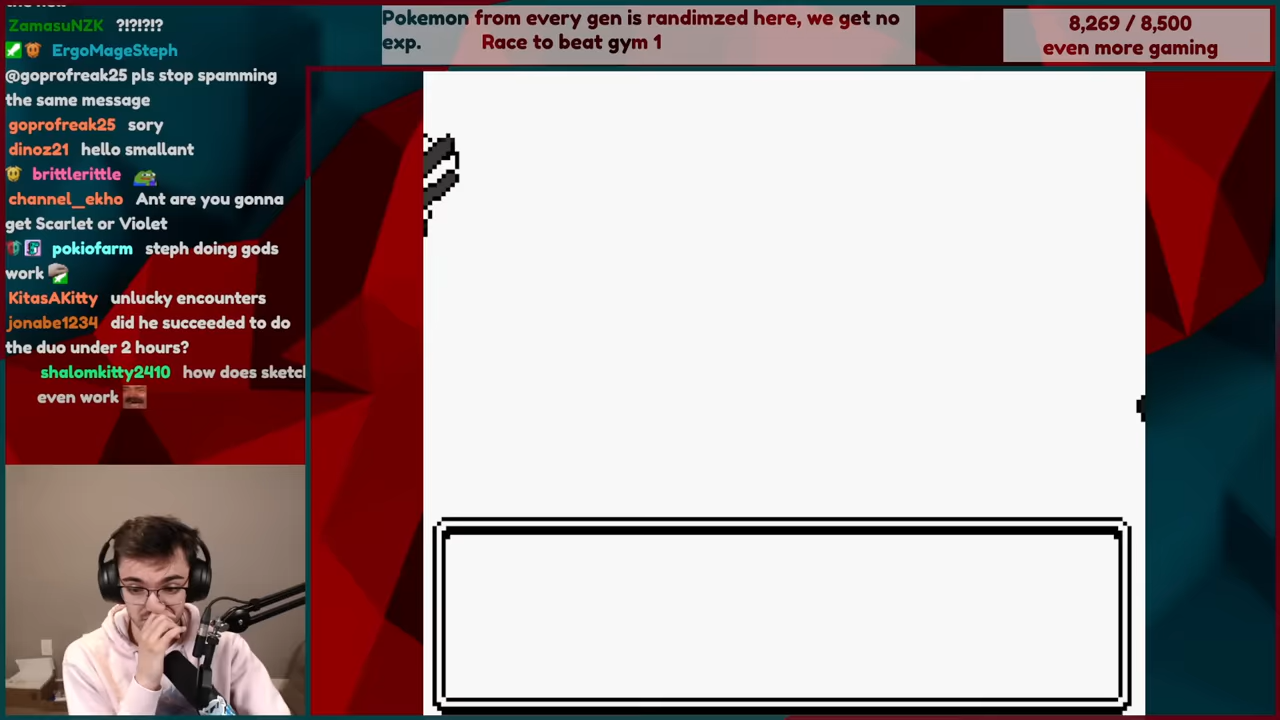 ZamasuNZK ?!?!?!?
ErgoMageSteph
@goprofreak25 pls stop spamming
the same message
goprofreak25 sory
dinoz21 hello smallant
brittlerittle
channel_ekho Ant are you gonna
get Scarlet or Violet
pokiofarm steph doing gods
work
KitasAKitty unlucky encounters
jonabe1234 did he succeeded to do
the duo under 2 hours?
shalomkitty2410 how does sketch
even work
Pokemon from every gen is randimzed here, we get no
exp. Race to beat gym 1
8,269 / 8,500
even more gaming